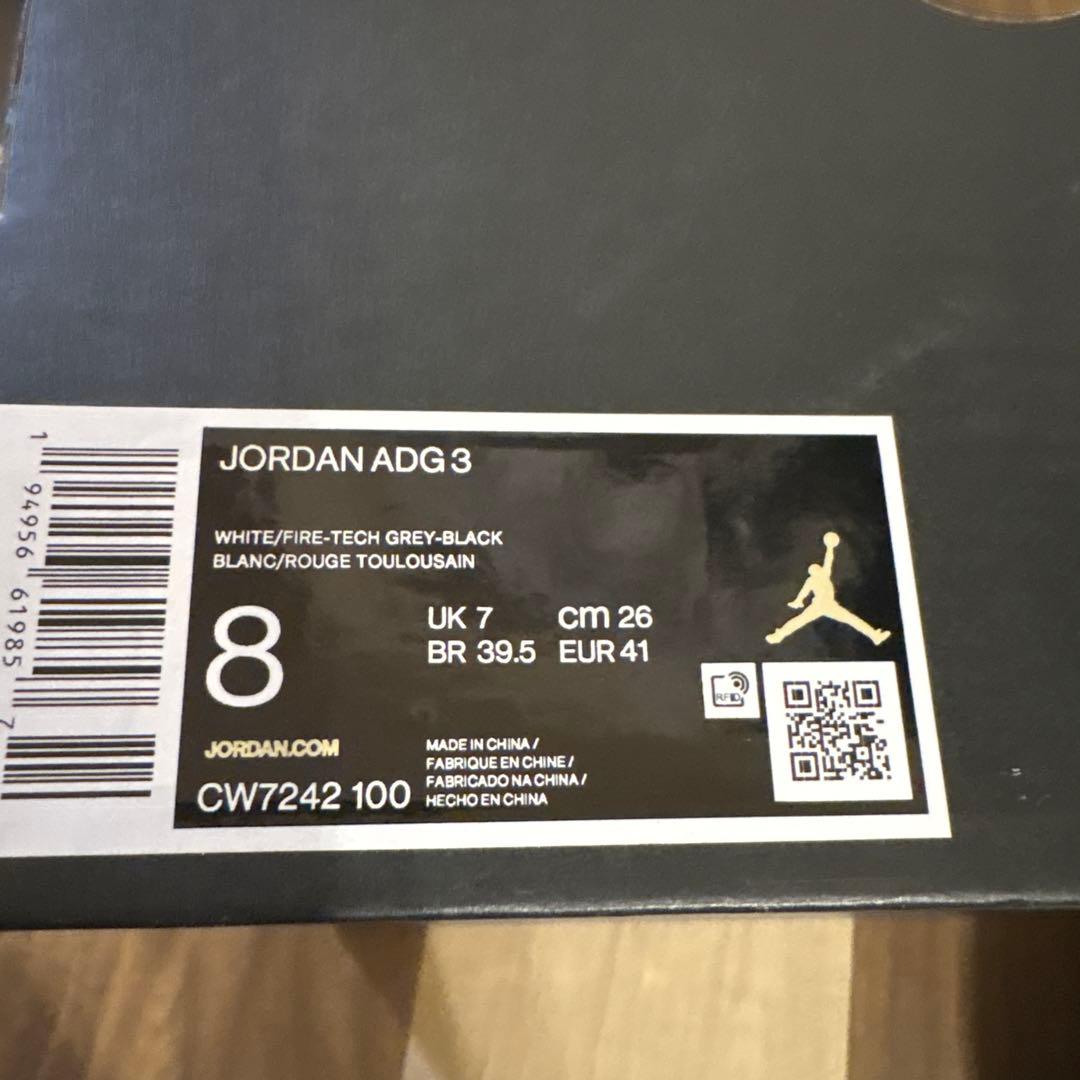 1 94956 61985 7
JORDAN ADG 3
WHITE/FIRE-TECH GREY-BLACK
BLANC/ROUGE TOULOUSAIN
8
UK 7 cm 26
BR 39.5 EUR 41
RFID
JORDAN.COM
CW7242 100
MADE IN CHINA /
FABRIQUE EN CHINE /
FABRICADO NA CHINA /
HECHO EN CHINA